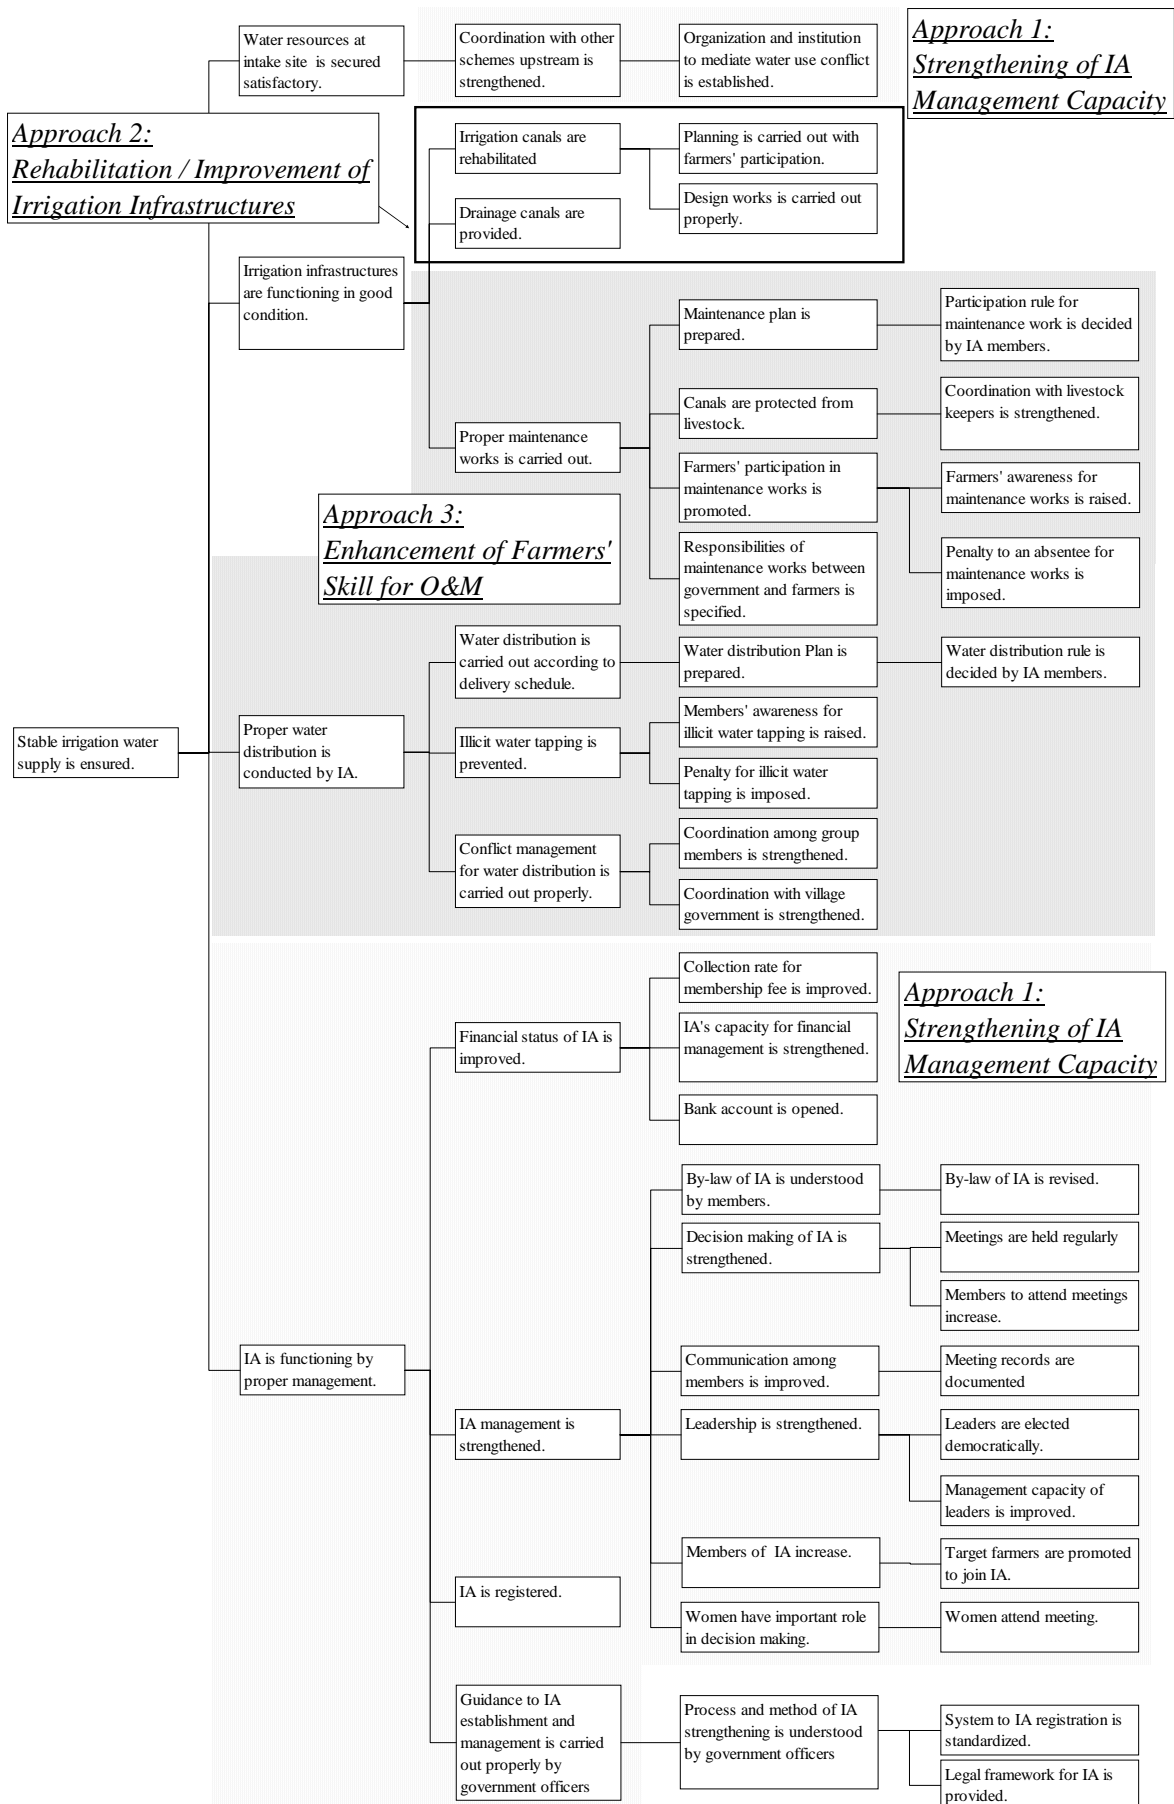 Approach 1:
Strengthening of IA
Management Capacity
Water resources at
intake site is secured
satisfactory.
Coordination with other
schemes upstream is
strengthened.
Organization and institution
to mediate water use conflict
is established.
Approach 2:
Rehabilitation / Improvement of
Irrigation Infrastructures
Irrigation canals are
rehabilitated
Planning is carried out with
farmers' participation.
Design works is carried out
properly.
Drainage canals are
provided.
Irrigation infrastructures
are functioning in good
condition.
Maintenance plan is
prepared.
Participation rule for
maintenance work is decided
by IA members.
Canals are protected from
livestock.
Coordination with livestock
keepers is strengthened.
Proper maintenance
works is carried out.
Farmers' participation in
maintenance works is
promoted.
Farmers' awareness for
maintenance works is raised.
Approach 3:
Enhancement of Farmers'
Skill for O&M
Responsibilities of
maintenance works between
government and farmers is
specified.
Penalty to an absentee for
maintenance works is
imposed.
Water distribution is
carried out according to
delivery schedule.
Water distribution Plan is
prepared.
Water distribution rule is
decided by IA members.
Stable irrigation water
supply is ensured.
Proper water
distribution is
conducted by IA.
Illicit water tapping is
prevented.
Members' awareness for
illicit water tapping is raised.
Penalty for illicit water
tapping is imposed.
Conflict management
for water distribution is
carried out properly.
Coordination among group
members is strengthened.
Coordination with village
government is strengthened.
Collection rate for
membership fee is improved.
Approach 1:
Strengthening of IA
Management Capacity
Financial status of IA is
improved.
IA's capacity for financial
management is strengthened.
Bank account is opened.
By-law of IA is understood
by members.
By-law of IA is revised.
Decision making of IA is
strengthened.
Meetings are held regularly
Members to attend meetings
increase.
IA is functioning by
proper management.
Communication among
members is improved.
Meeting records are
documented
IA management is
strengthened.
Leadership is strengthened.
Leaders are elected
democratically.
Management capacity of
leaders is improved.
Members of IA increase.
Target farmers are promoted
to join IA.
IA is registered.
Women have important role
in decision making.
Women attend meeting.
Guidance to IA
establishment and
management is carried
out properly by
government officers
Process and method of IA
strengthening is understood
by government officers
System to IA registration is
standardized.
Legal framework for IA is
provided.